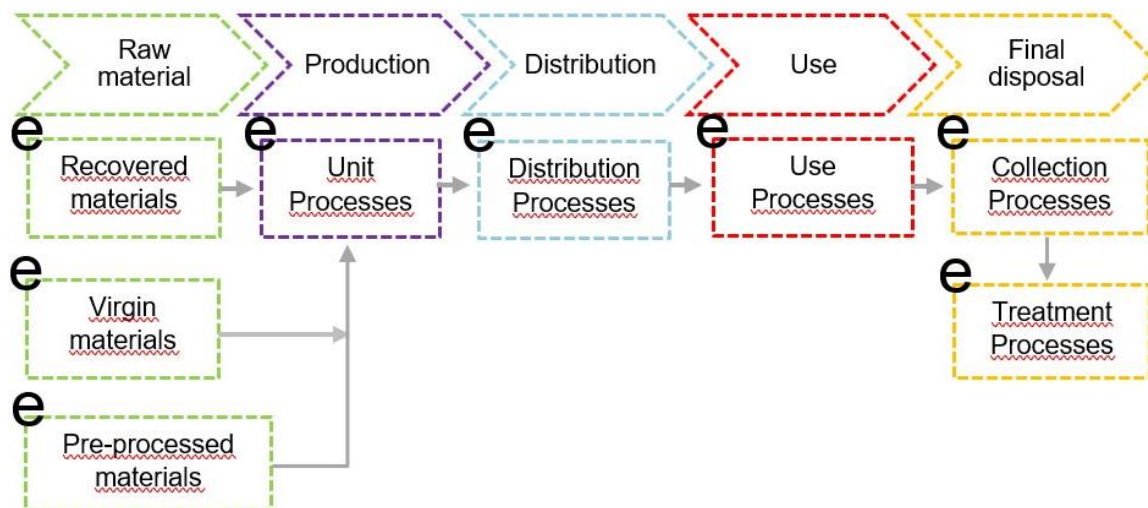 Raw
material
Production
Distribution
Use
Final
disposal
e
Recovered
materials
e
Unit
Processes
e
Distribution
Processes
e
Use
Processes
e
Collection
Processes
e
Virgin
materials
e
Treatment
Processes
e
Pre-processed
materials